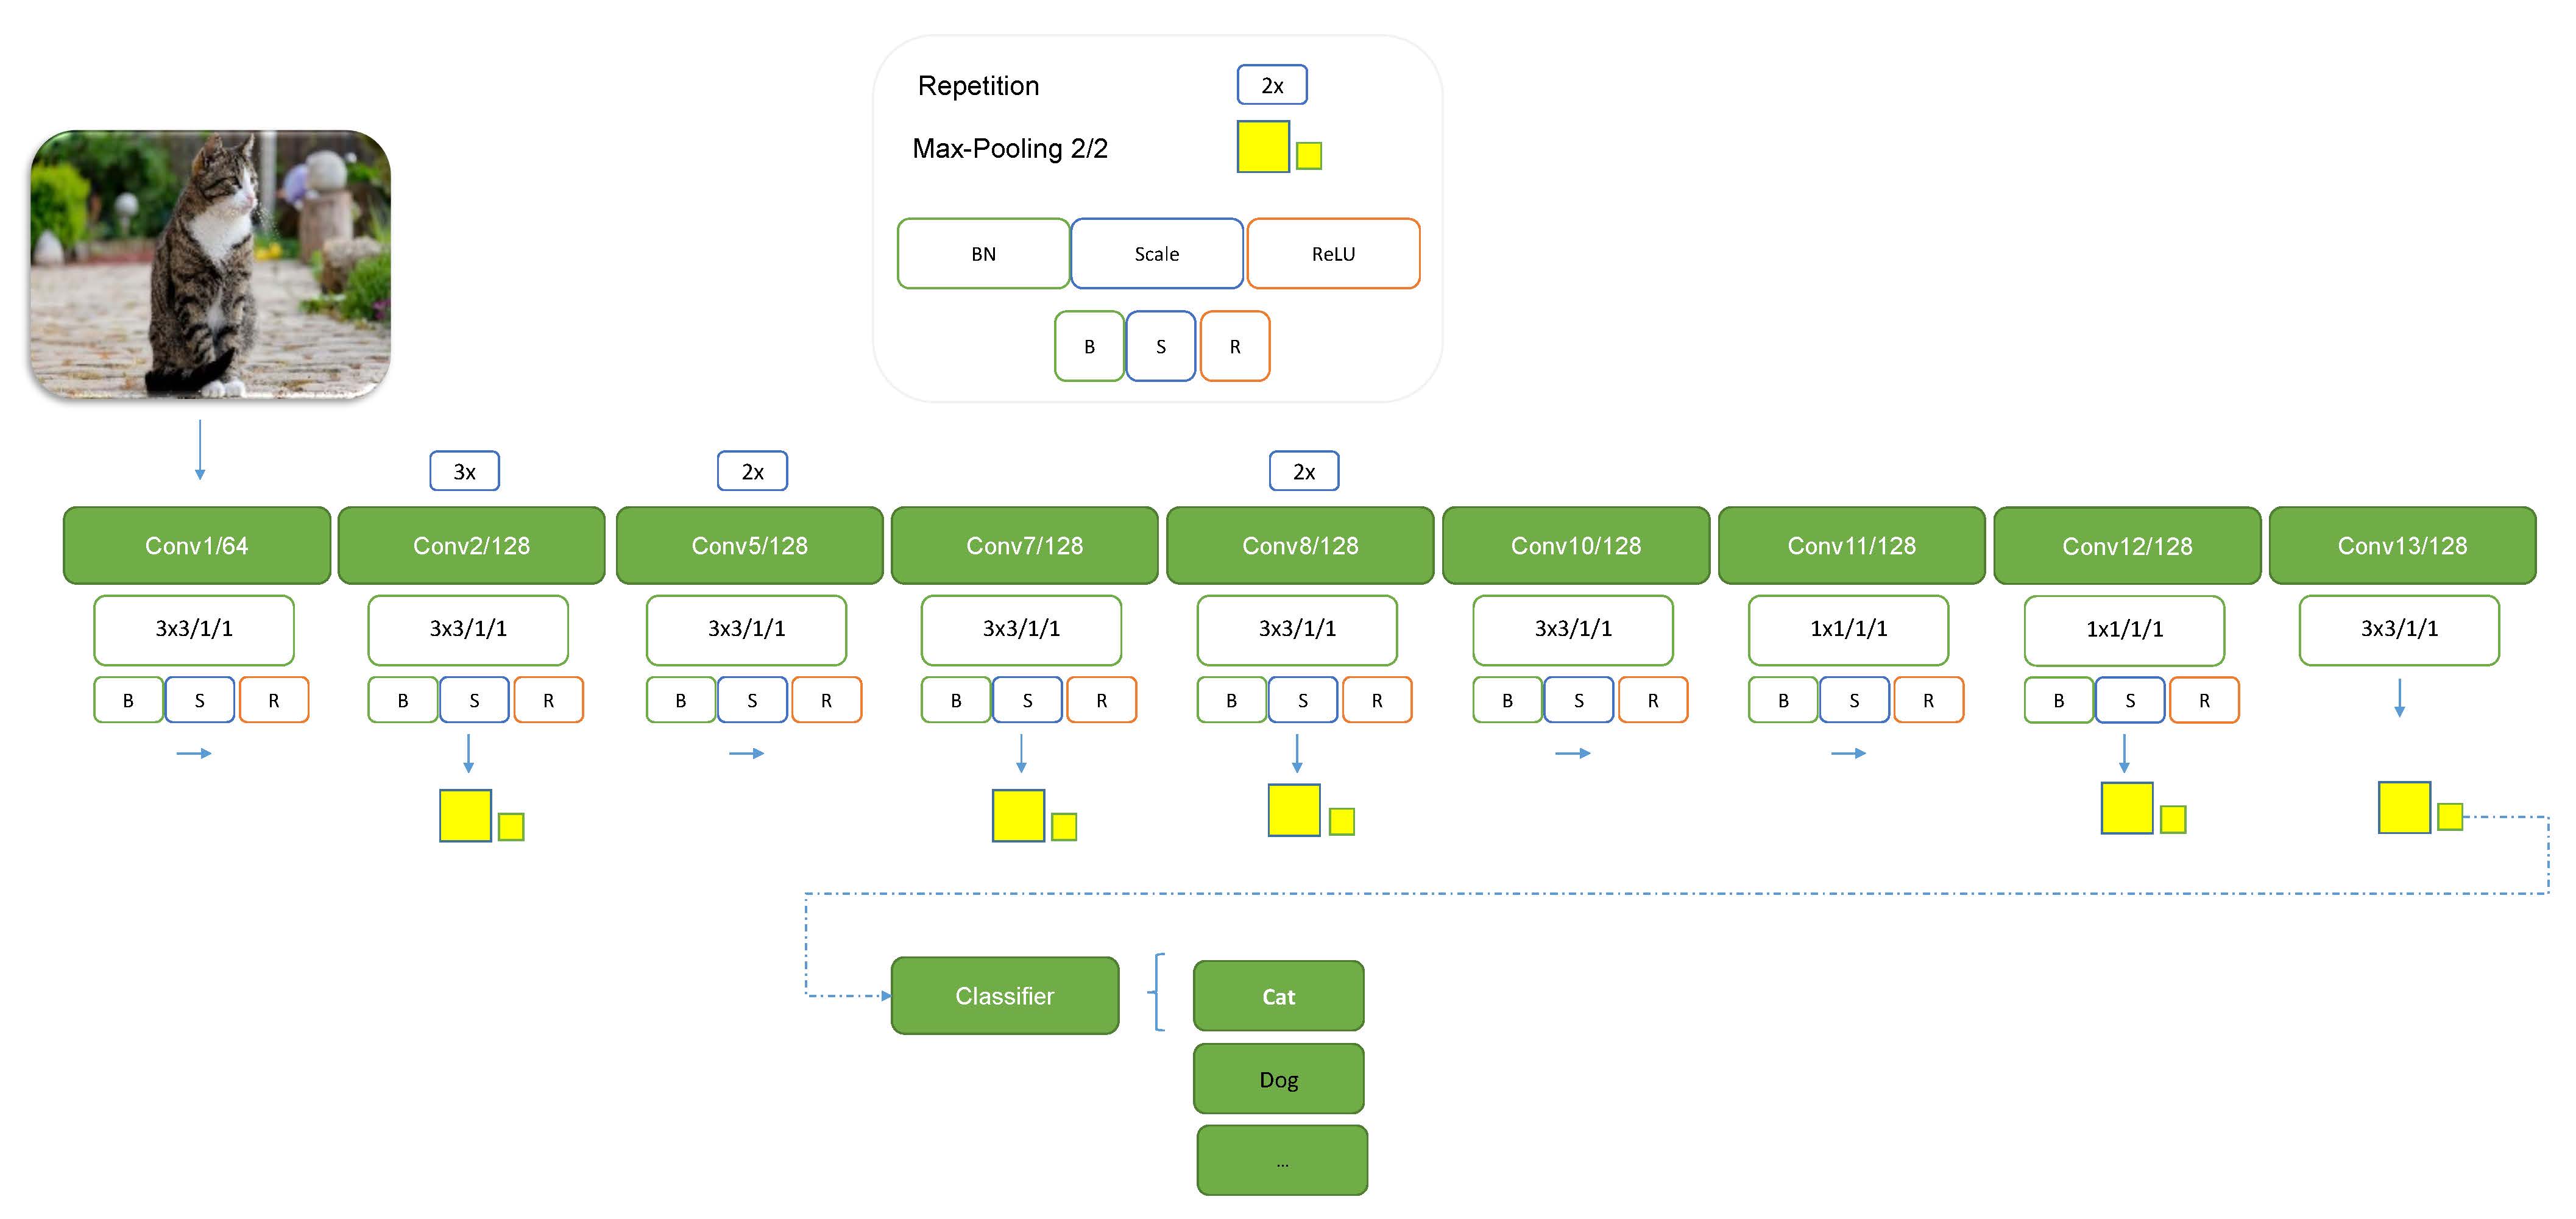 Repetition 2x
Max-Pooling 2/2
BN Scale ReLU
B S R
3x 2x 2x
Conv1/64 Conv2/128 Conv5/128 Conv7/128 Conv8/128 Conv10/128 Conv11/128 Conv12/128 Conv13/128
3x3/1/1 3x3/1/1 3x3/1/1 3x3/1/1 3x3/1/1 3x3/1/1 1x1/1/1 1x1/1/1 3x3/1/1
B S R B S R B S R B S R B S R B S R B S R B S R
Classifier Cat
Dog
...